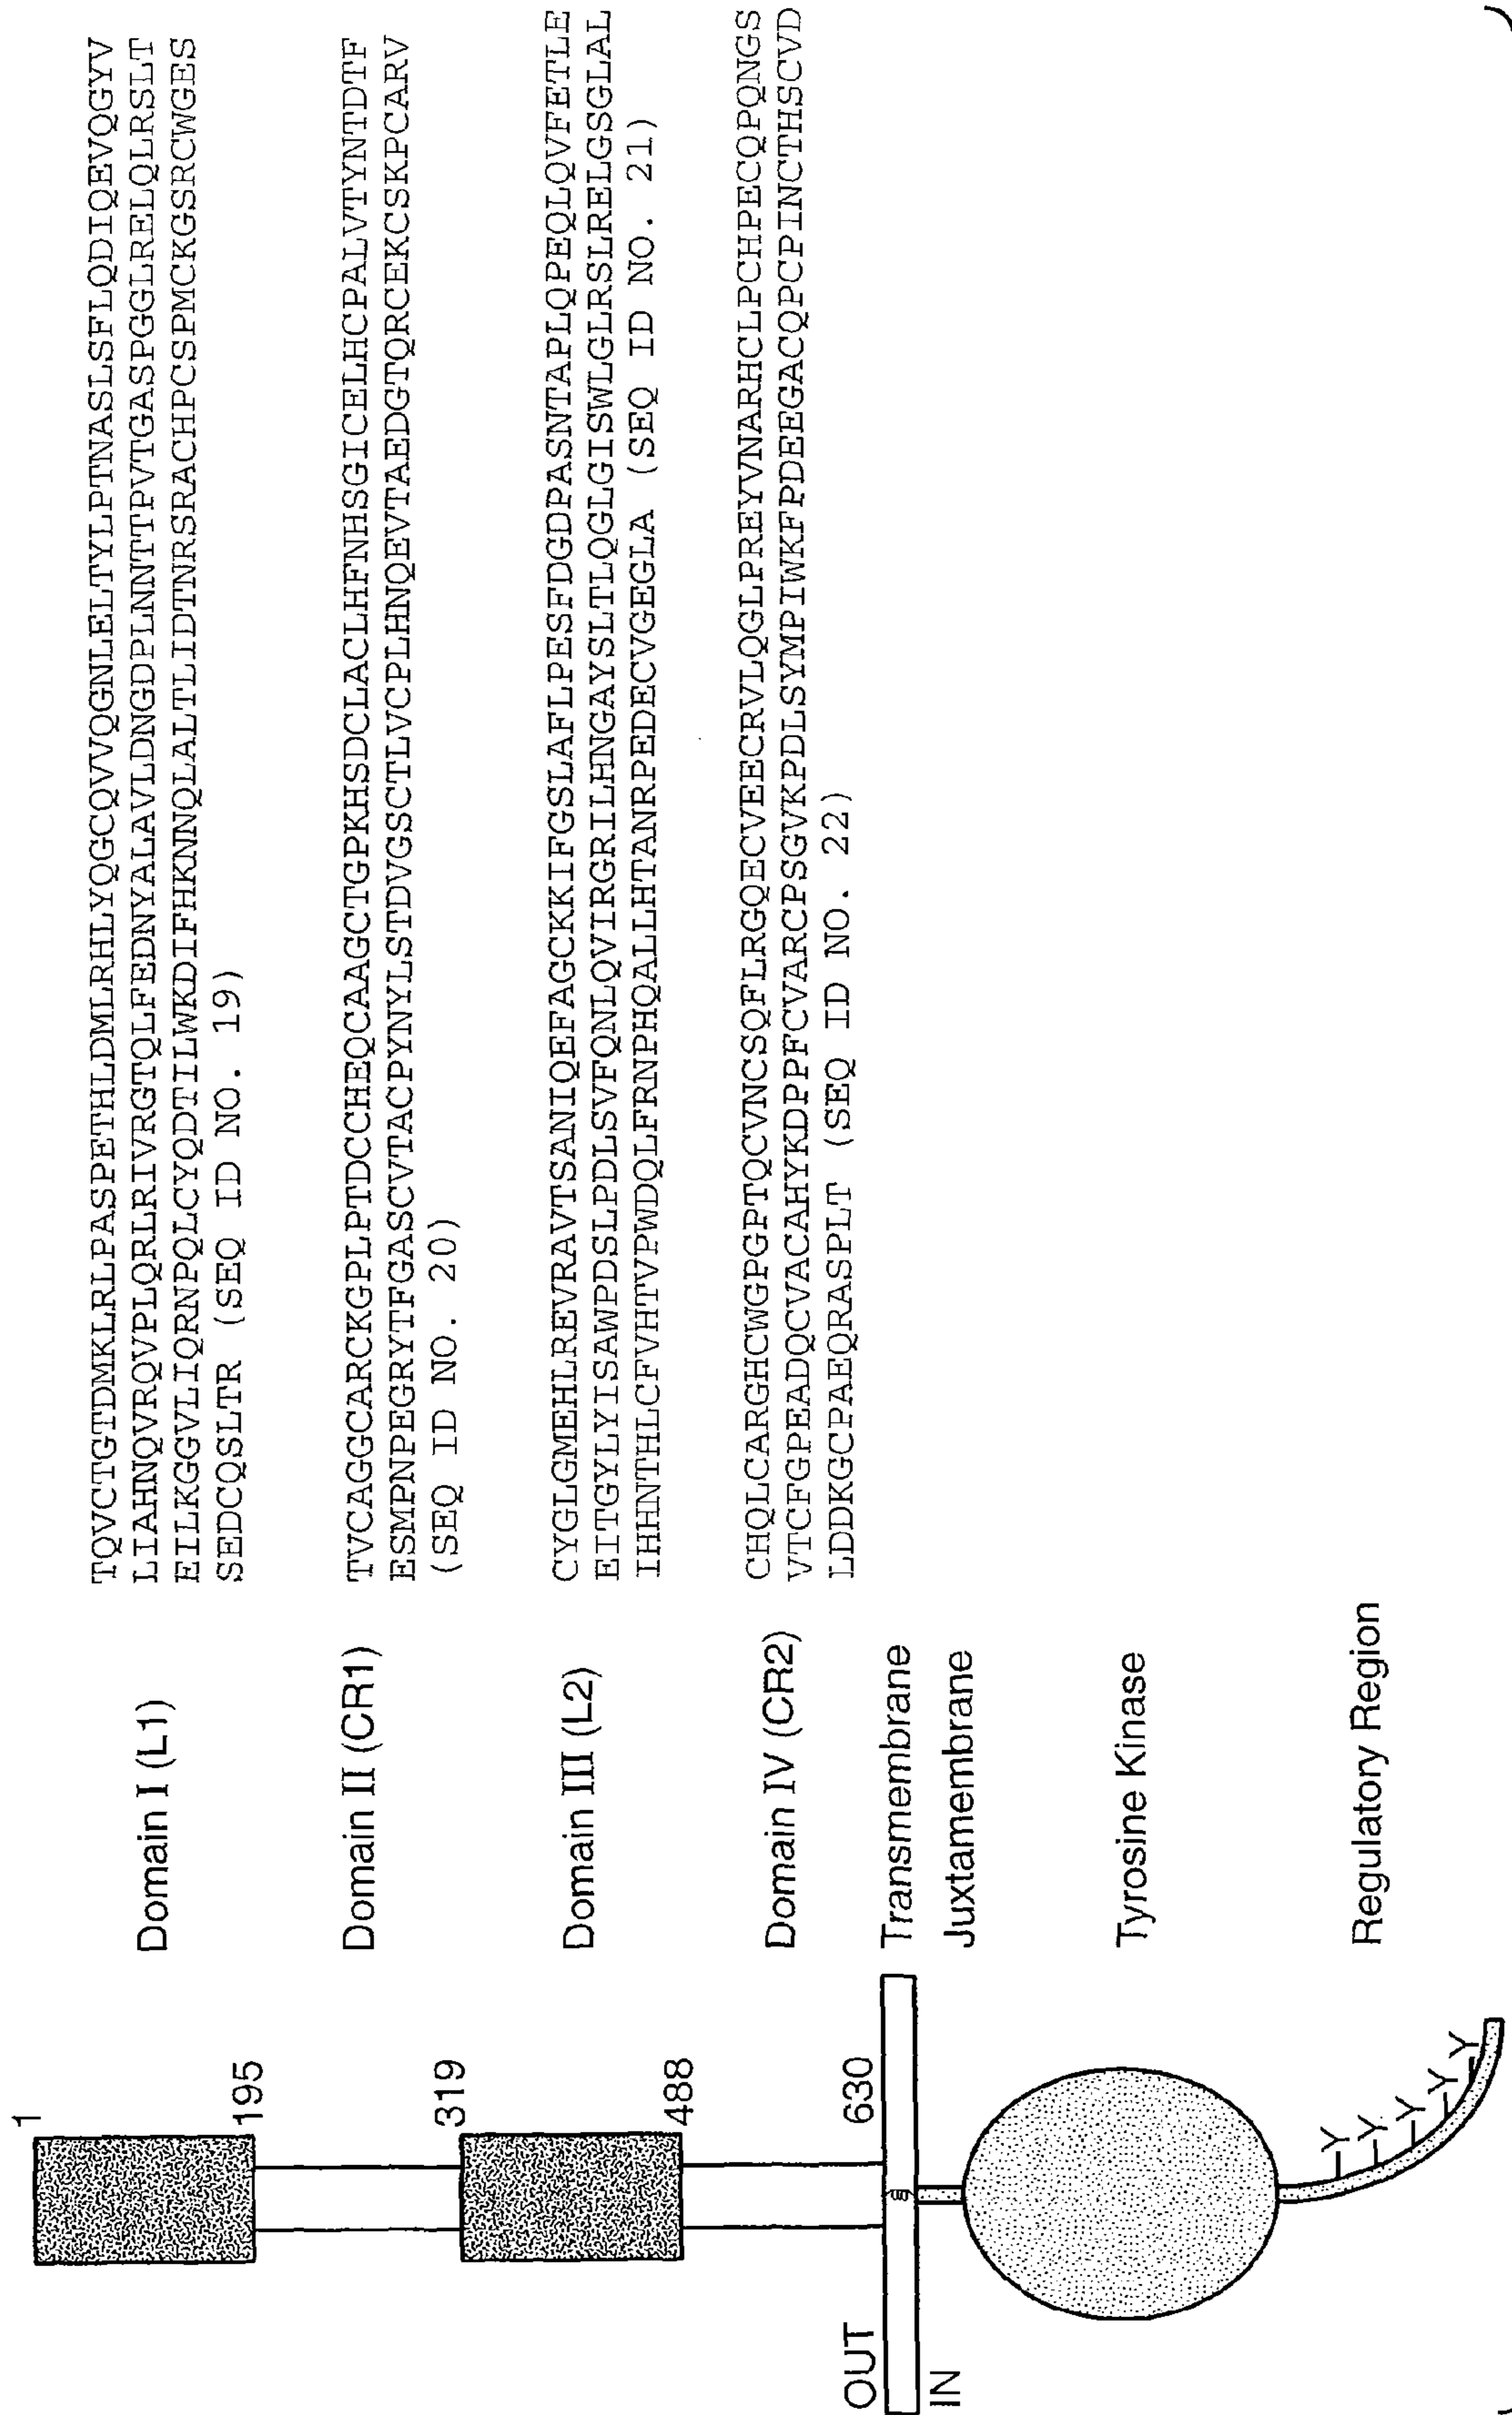 1
195
319
488
630
OUT
IN
Y
Y
Y
Y
Y
Domain I (L1)
TQVCTGTDMKLRLPASPETHLDMLRHLYQGCQVVQGNLELTYLPTNASLSFLQDIQEVQGYV
LIAHNQVRQVPLQRLRIVRGTQLFEDNYALAVLDNGDPLNNTTPVTGASPGGLRELQLRSLT
EILKGGVLIQRNPQLCYQDTILWKDIFHKNNQLALTLIDTNRSRACHPCSPMCKGSRCWGES
SEDCQSLTR (SEQ ID NO. 19)
Domain II (CR1)
TVCAGGCARCKGPLPTDCCHEQCAAGCTGPKHSDCLACLHFNHSGICELHCPALVTYNTDTF
ESMPNPEGRYTFGASCVTACPYNYLSTDVGSCTLVCPLHNQEVTAEDGTQRCEKCSKPCARV
(SEQ ID NO. 20)
Domain III (L2)
CYGLGMEHLREVRAVTSANIQEFAGCKKIFGSLAFLPESFDGDPASNTAPLQPEQLQVFETLE
EITGYLYISAWPDSLPDLSVFQNLQVIRGRILHNGAYSLTLQGLGISWLGLRSLRELGSGLAL
IHHNTHLCFVHTVPWDQLFRNPHQALLHTANRPEDECVGEGLA (SEQ ID NO. 21)
Domain IV (CR2)
CHQLCARGHCWGPGPTQCVNCSQFLRGQECVEECRVLQGLPREYVNARHCLPCHPECQPQNGS
VTCFGPEADQCVACAHYKDPPFCVARCPSGVKPDLSYMPIWKFPDEEGACQPCPINCTHSCVD
LDDKGCPAEQRASPLT (SEQ ID NO. 22)
Transmembrane
Juxtamembrane
Tyrosine Kinase
Regulatory Region